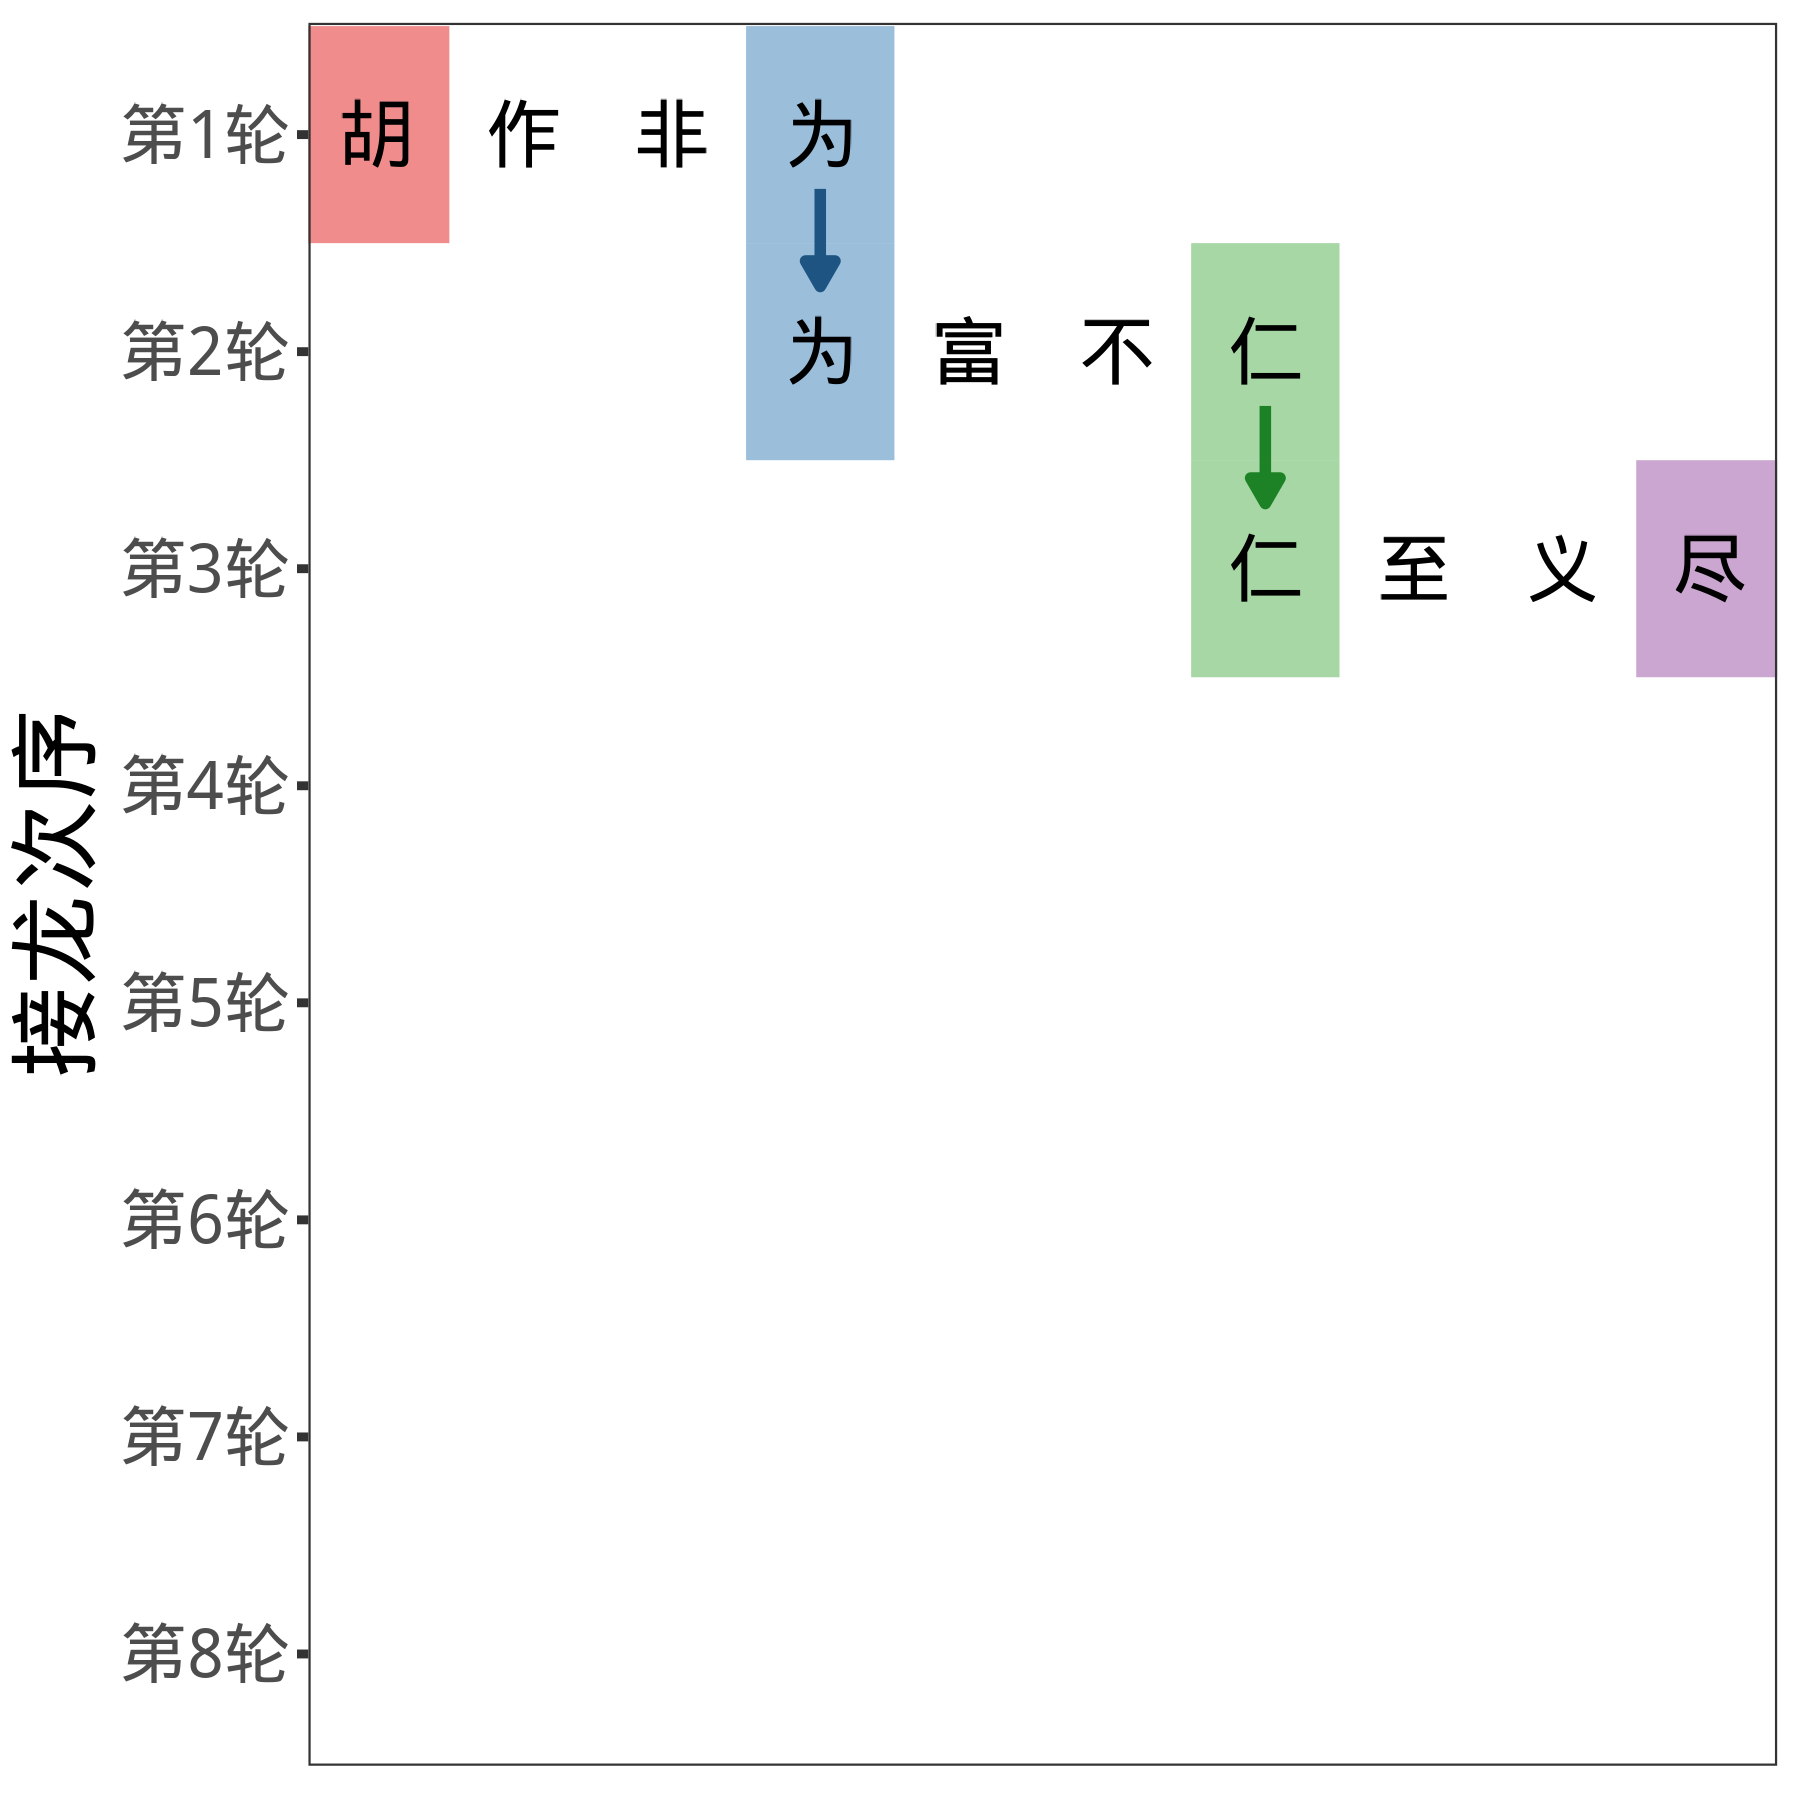 接龙次序
第1轮 胡 作 非 为
第2轮 为 富 不 仁
第3轮 仁 至 义 尽
第4轮
第5轮
第6轮
第7轮
第8轮